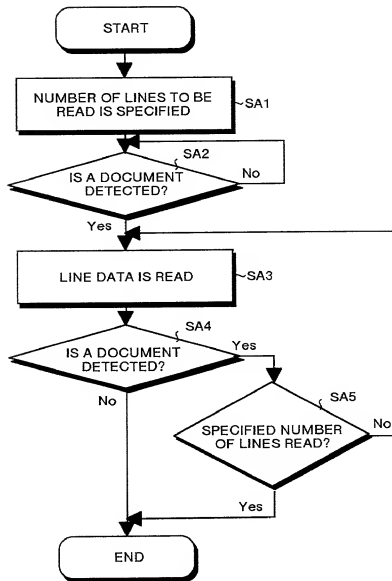 START
NUMBER OF LINES TO BE
READ IS SPECIFIED
SA1
SA2
IS A DOCUMENT
DETECTED?
No
Yes
LINE DATA IS READ
SA3
SA4
IS A DOCUMENT
DETECTED?
Yes
No
SA5
SPECIFIED NUMBER
OF LINES READ?
No
Yes
END